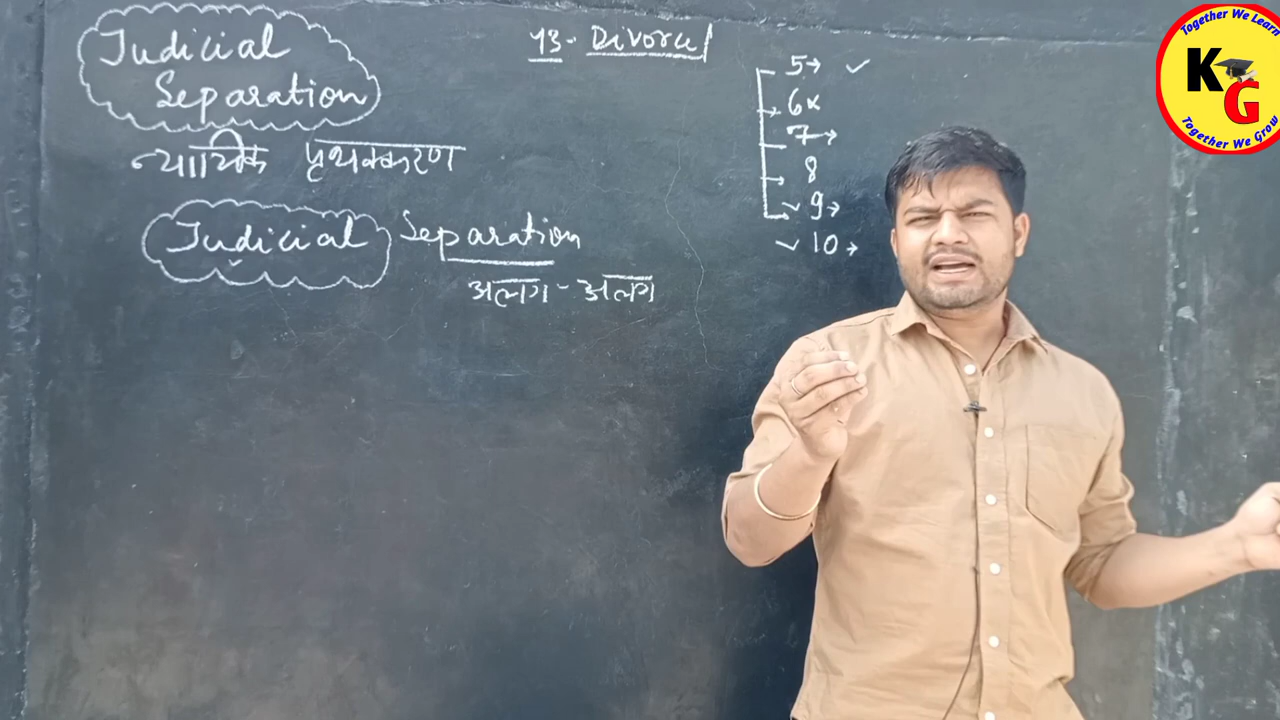 Judicial
Separation
न्यायिक पृथक्करण
Judicial Separation
अलग-अलग
13- Divorce
5→ ✓
6×
7→
8
✓ 9→
✓ 10→
Together We Learn
KG
Together We Grow